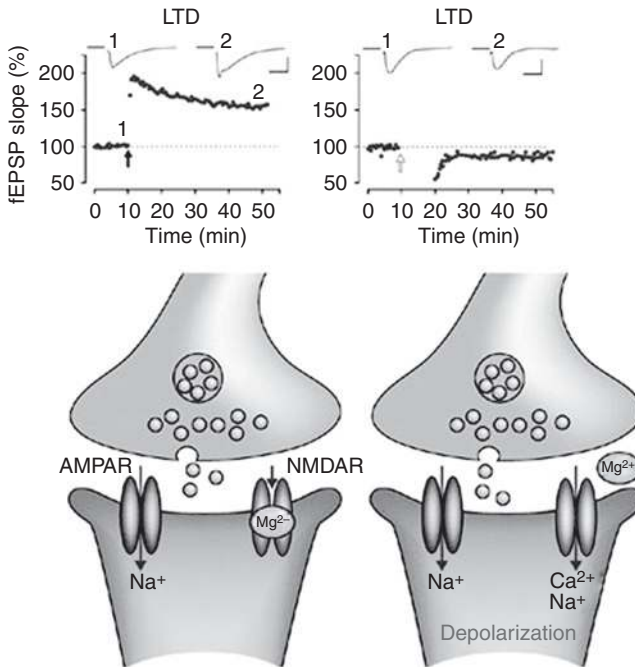 LTD
LTD
1
2
1
2
fEPSP slope (%)
200
150
100
50
1
2
200
150
100
50
0 10 20 30 40 50
Time (min)
0 10 20 30 40 50
Time (min)
AMPAR
NMDAR
Mg²⁻
Na⁺
Mg²⁺
Na⁺
Ca²⁺
Na⁺
Depolarization